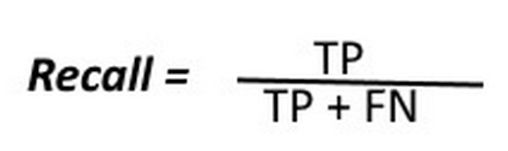 Recall =
TP
TP + FN